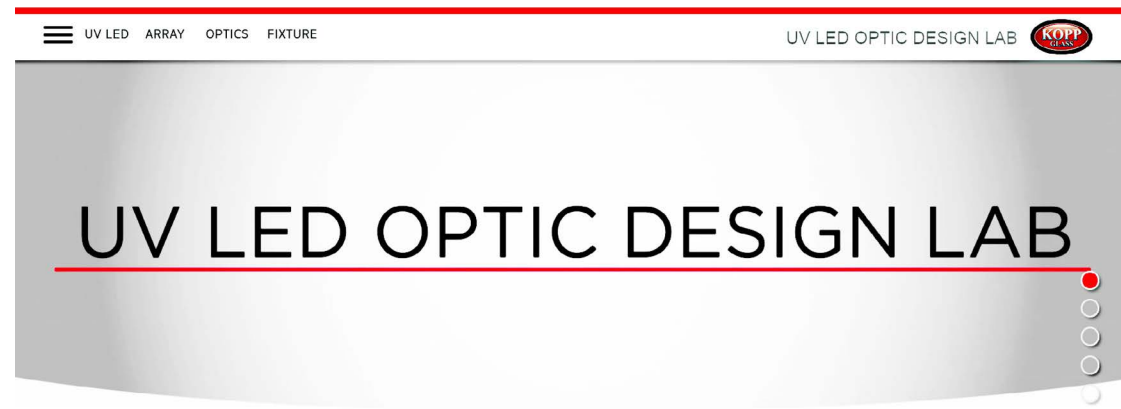 UV LED ARRAY OPTICS FIXTURE
UV LED OPTIC DESIGN LAB
KOPP
GLASS
UV LED OPTIC DESIGN LAB